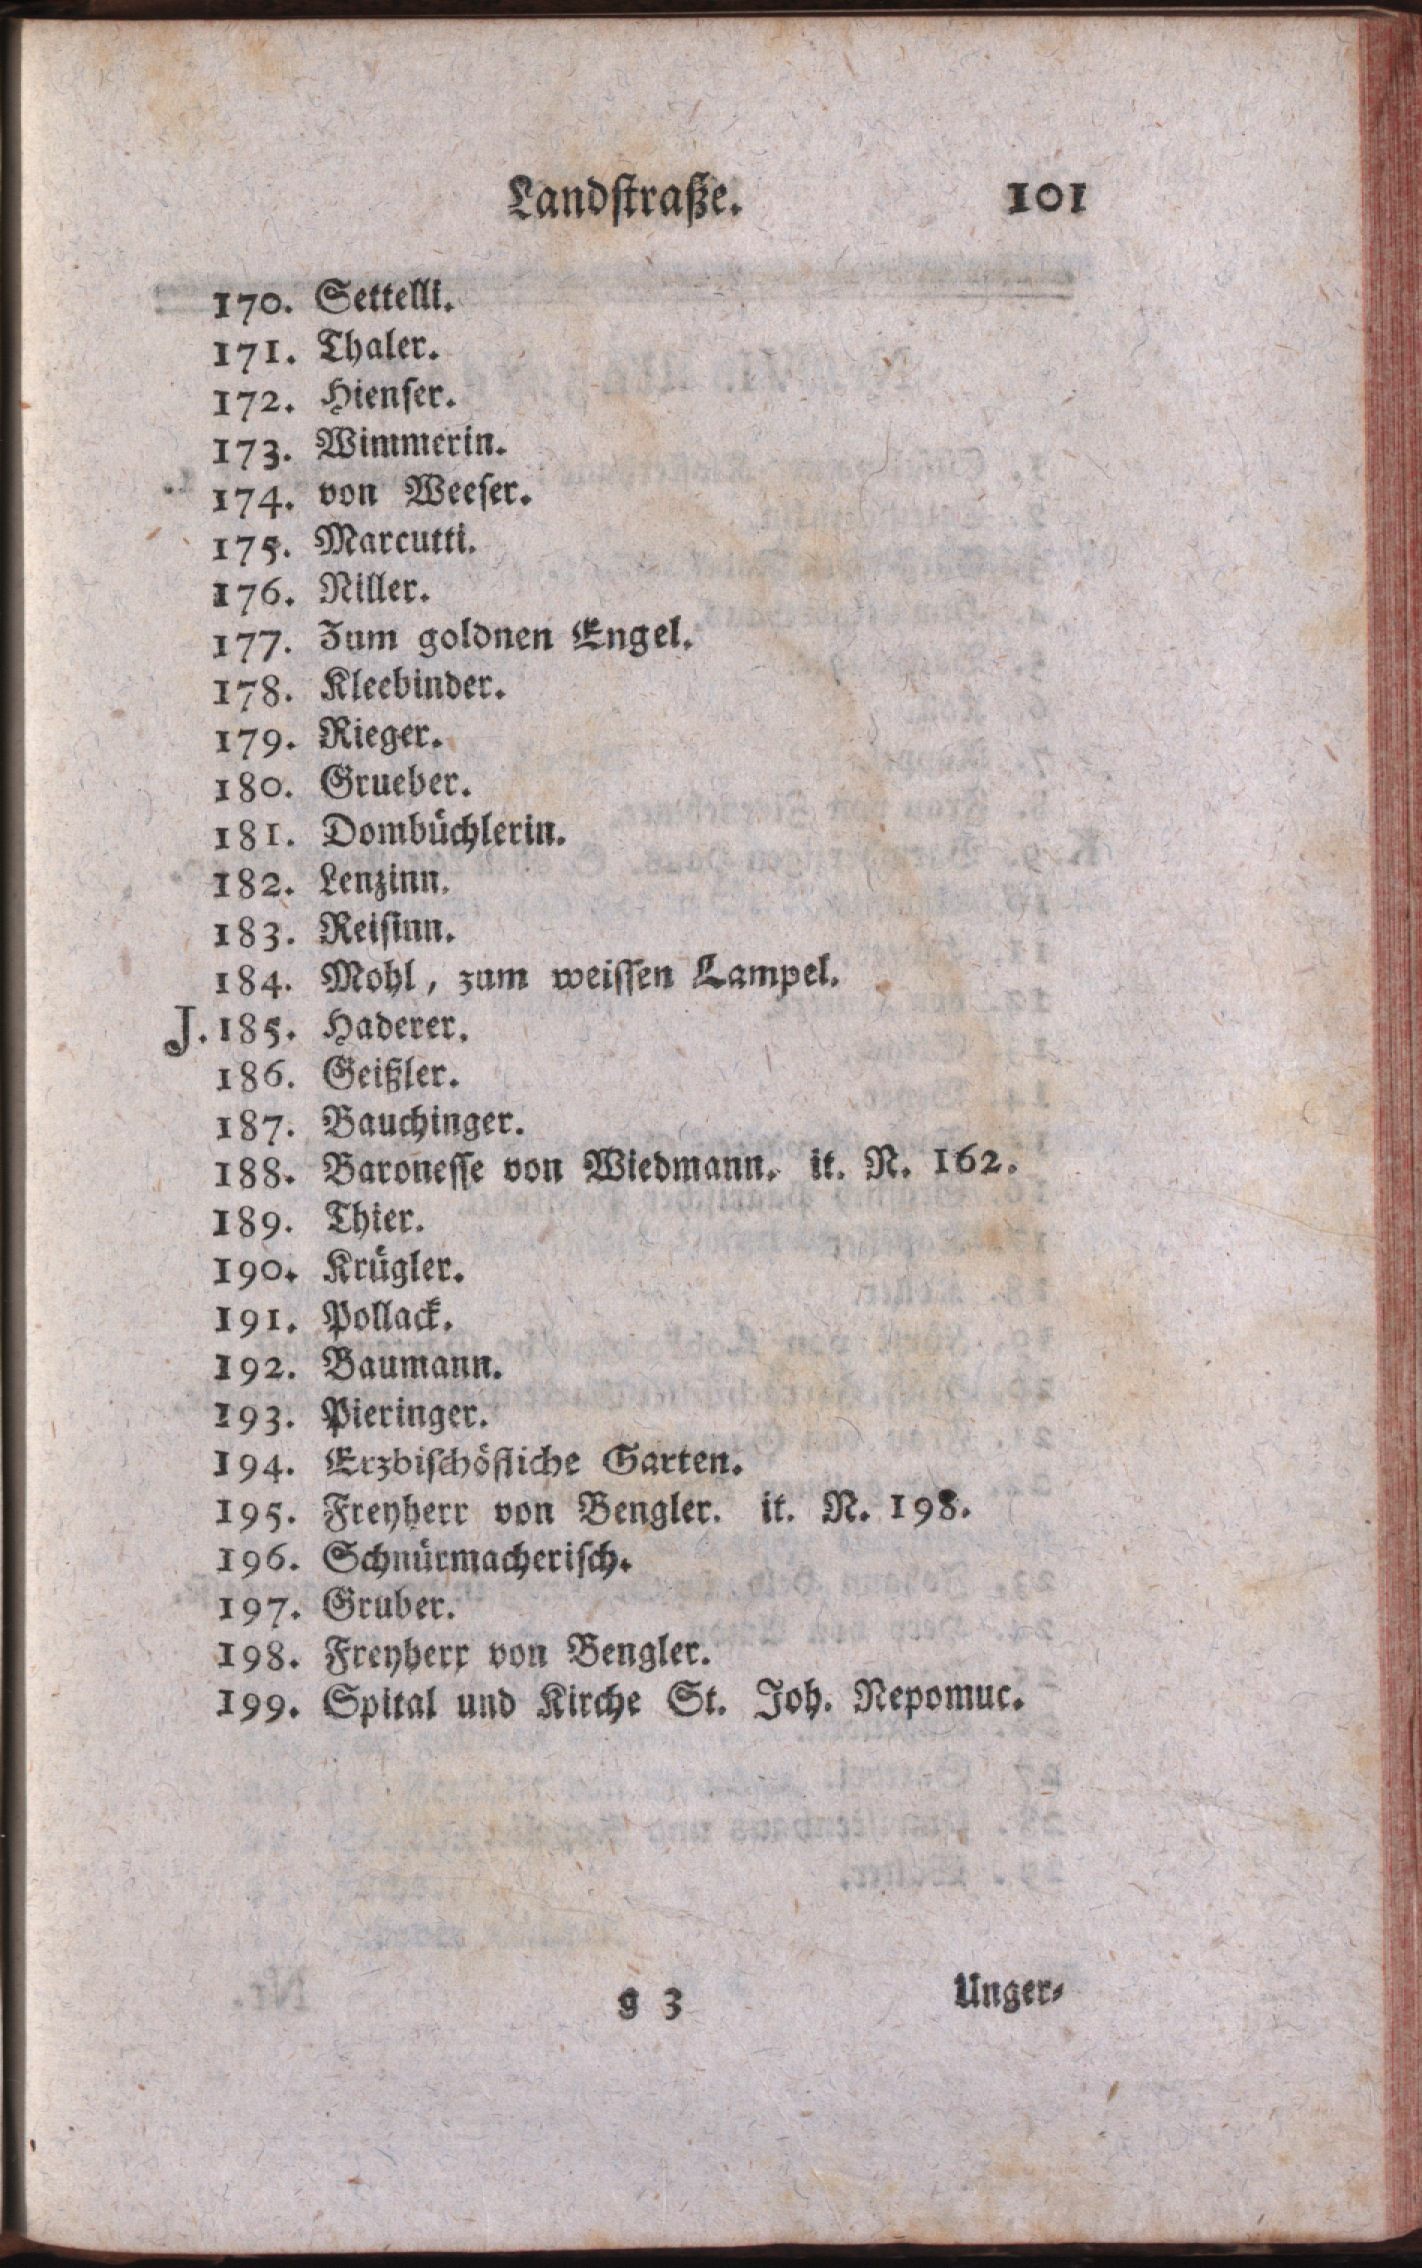 Landstraße. 101
170. Settelli.
171. Thaler.
172. Hienser.
173. Wimmerin.
174. von Weeser.
175. Marcutti.
176. Niller.
177. Zum goldnen Engel.
178. Kleebinder.
179. Rieger.
180. Grueber.
181. Dombüchlerin.
182. Lenzinn.
183. Reisinn.
184. Mohl, zum weissen Lampel.
J. 185. Haderer.
186. Geißler.
187. Bauchinger.
188. Baronesse von Wiedmann. it. N. 162.
189. Thier.
190. Krügler.
191. Pollack.
192. Baumann.
193. Pieringer.
194. Erzbischöfliche Garten.
195. Freyherr von Bengler. it. N. 198.
196. Schnürmacherisch.
197. Gruber.
198. Freyherr von Bengler.
199. Spital und Kirche St. Joh. Nepomuc.
g 3 Unger-